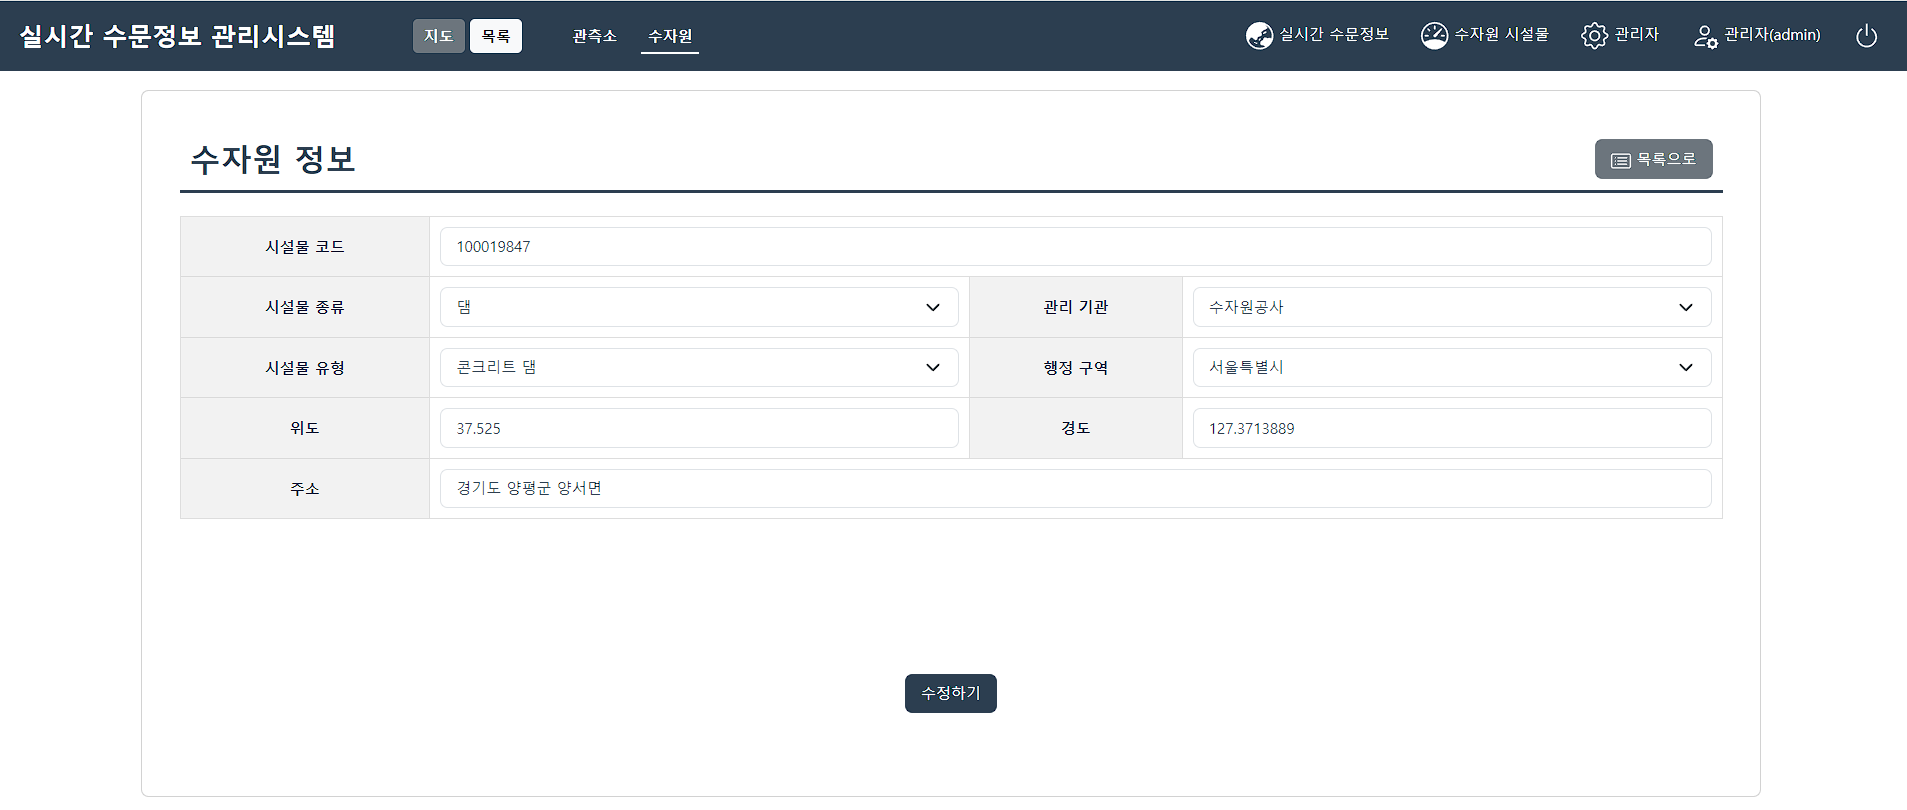 실시간 수문정보 관리시스템 지도 목록 관측소 수자원 실시간 수문정보 수자원 시설물 관리자 관리자(admin)
수자원 정보 목록으로
시설물 코드 100019847
시설물 종류 댐 관리 기관 수자원공사
시설물 유형 콘크리트 댐 행정 구역 서울특별시
위도 37.525 경도 127.3713889
주소 경기도 양평군 양서면
수정하기